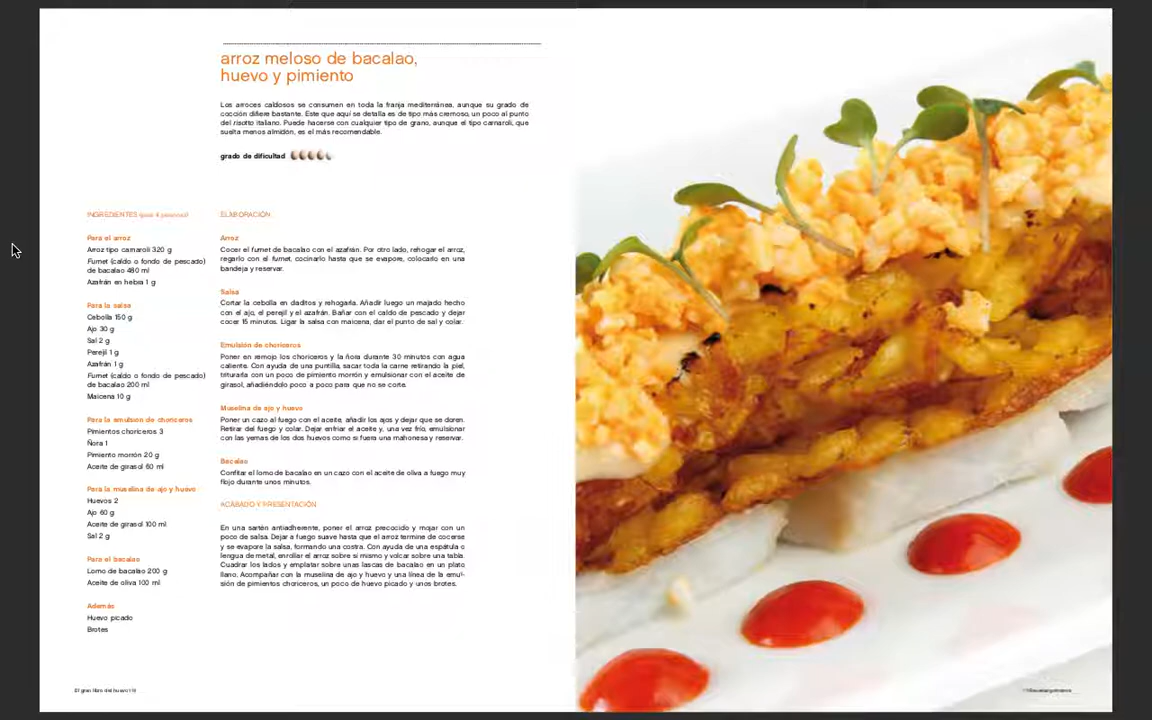 arroz meloso de bacalao,
huevo y pimiento
Los arroces caldosos se consumen en toda la franja mediterránea, aunque su grado de
cocción difiere bastante. Este que aquí se detalla es de tipo más cremoso, un poco al punto
del risotto italiano. Puede hacerse con cualquier tipo de grano, aunque el tipo carnaroli, que
suelta menos almidón, es el más recomendable.
grado de dificultad
INGREDIENTES (para 4 personas)
Para el arroz
Arroz tipo carnaroli 320 g
Fumet (caldo o fondo de pescado)
de bacalao 480 ml
Azafrán en hebra 1 g
Para la salsa
Cebolla 150 g
Ajo 30 g
Sal 2 g
Perejil 1 g
Azafrán 1 g
Fumet (caldo o fondo de pescado)
de bacalao 200 ml
Maicena 10 g
Para la emulsión de choriceros
Pimientos choriceros 3
Ñora 1
Pimiento morrón 20 g
Aceite de girasol 60 ml
Para la muselina de ajo y huevo
Huevos 2
Ajo 60 g
Aceite de girasol 100 ml
Sal 2 g
Para el bacalao
Lomo de bacalao 200 g
Aceite de oliva 100 ml
Además
Huevo picado
Brotes
ELABORACIÓN
Arroz
Cocer el fumet de bacalao con el azafrán. Por otro lado, rehogar el arroz,
regarlo con el fumet, cocinarlo hasta que se evapore, colocarlo en una
bandeja y reservar.
Salsa
Cortar la cebolla en daditos y rehogarla. Añadir luego un majado hecho
con el ajo, el perejil y el azafrán. Bañar con el caldo de pescado y dejar
cocer 15 minutos. Ligar la salsa con maicena, dar el punto de sal y colar.
Emulsión de choriceros
Poner en remojo los choriceros y la ñora durante 30 minutos con agua
caliente. Con ayuda de una puntilla, sacar toda la carne retirando la piel,
triturarla con un poco de pimiento morrón y emulsionar con el aceite de
girasol, añadiéndolo poco a poco para que no se corte.
Muselina de ajo y huevo
Poner un cazo al fuego con el aceite, añadir los ajos y dejar que se doren.
Retirar del fuego y colar. Dejar enfriar el aceite y, una vez frío, emulsionar
con las yemas de los dos huevos como si fuera una mahonesa y reservar.
Bacalao
Confitar el lomo de bacalao en un cazo con el aceite de oliva a fuego muy
flojo durante unos minutos.
ACABADO Y PRESENTACIÓN
En una sartén antiadherente, poner el arroz precocido y mojar con un
poco de salsa. Dejar a fuego suave hasta que el arroz termine de cocerse
y se evapore la salsa, formando una costra. Con ayuda de una espátula o
lengua de metal, enrollar el arroz sobre sí mismo y volcar sobre una tabla.
Cuadrar los lados y emplatar sobre unas lascas de bacalao en un plato
llano. Acompañar con la muselina de ajo y huevo y una línea de la emul-
sión de pimientos choriceros, un poco de huevo picado y unos brotes.
El gran libro del huevo